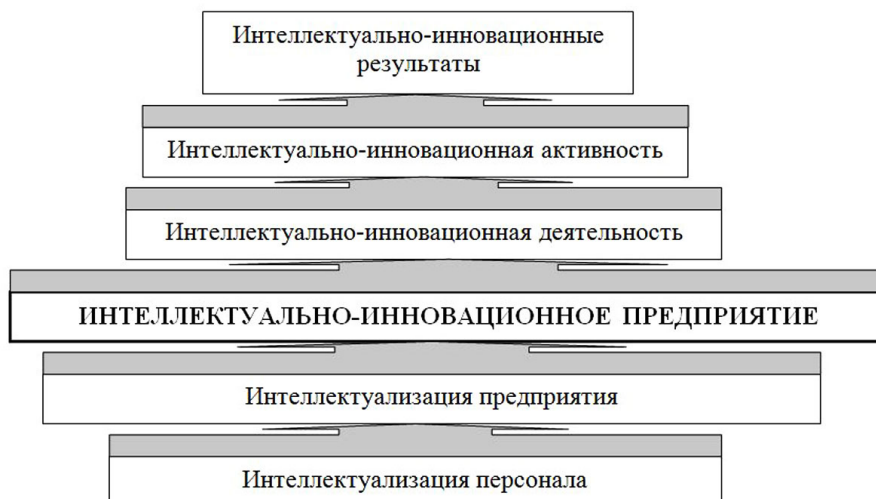 Интеллектуально-инновационные
результаты
Интеллектуально-инновационная активность
Интеллектуально-инновационная деятельность
ИНТЕЛЛЕКТУАЛЬНО-ИННОВАЦИОННОЕ ПРЕДПРИЯТИЕ
Интеллектуализация предприятия
Интеллектуализация персонала